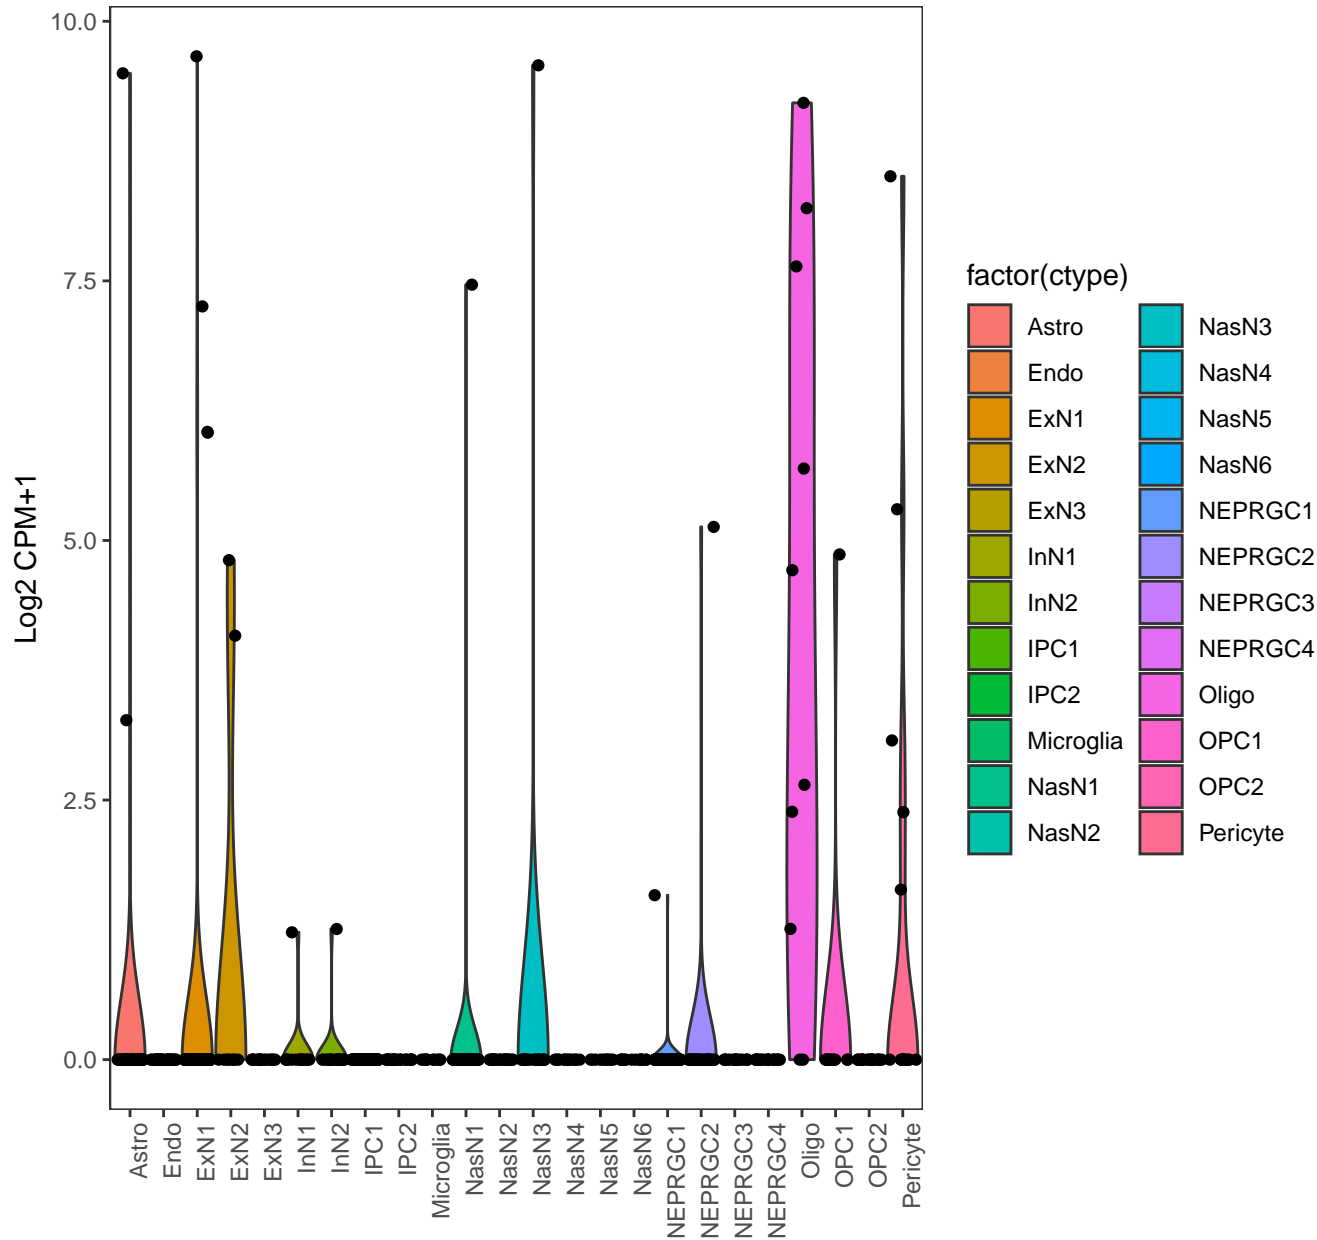 10.0
7.5
5.0
2.5
0.0
Log2 CPM+1
Astro
Endo
ExN1
ExN2
ExN3
InN1
InN2
IPC1
IPC2
Microglia
NasN1
NasN2
NasN3
NasN4
NasN5
NasN6
NEPRGC1
NEPRGC2
NEPRGC3
NEPRGC4
Oligo
OPC1
OPC2
Pericyte
factor(ctype)
Astro
Endo
ExN1
ExN2
ExN3
InN1
InN2
IPC1
IPC2
Microglia
NasN1
NasN2
NasN3
NasN4
NasN5
NasN6
NEPRGC1
NEPRGC2
NEPRGC3
NEPRGC4
Oligo
OPC1
OPC2
Pericyte